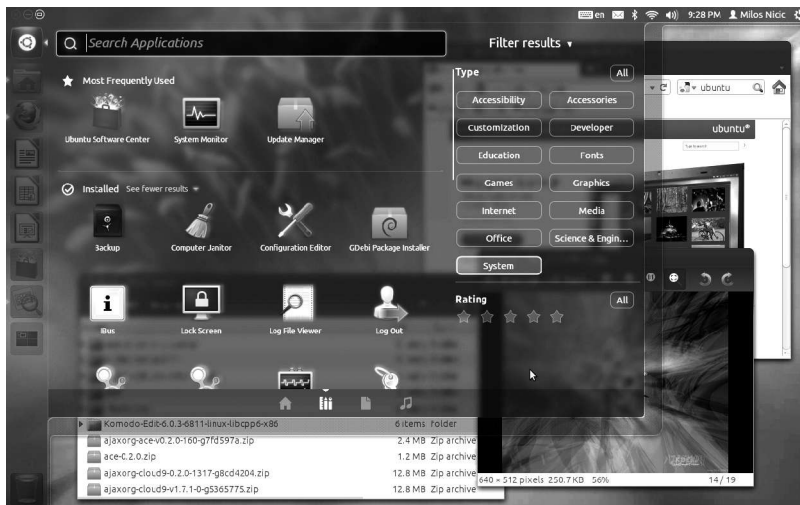 en 9:28 PM Milos Nicic
Search Applications
Filter results
Most Frequently Used
Ubuntu Software Center
System Monitor
Update Manager
Installed See fewer results
Backup
Computer Janitor
Configuration Editor
GDebi Package Installer
iBus
Lock Screen
Log File Viewer
Log Out
Type All
Accessibility Accessories
Customization Developer
Education Fonts
Games Graphics
Internet Media
Office Science & Engin...
System
Rating All
ubuntu
ubuntu®
Komodo-Edit-6.0.3-6811-linux-libcpp6-x86 6 items folder
ajaxorg-ace-v0.2.0-160-g7fd597a.zip 2.4 MB Zip archive
ace-0.2.0.zip 1.2 MB Zip archive
ajaxorg-cloud9-0.2.0-1317-g8cd4204.zip 12.8 MB Zip archive
ajaxorg-cloud9-v1.7.1-0-g5365775.zip 12.8 MB Zip archive
640 × 512 pixels 250.7 KB 56% 14 / 19